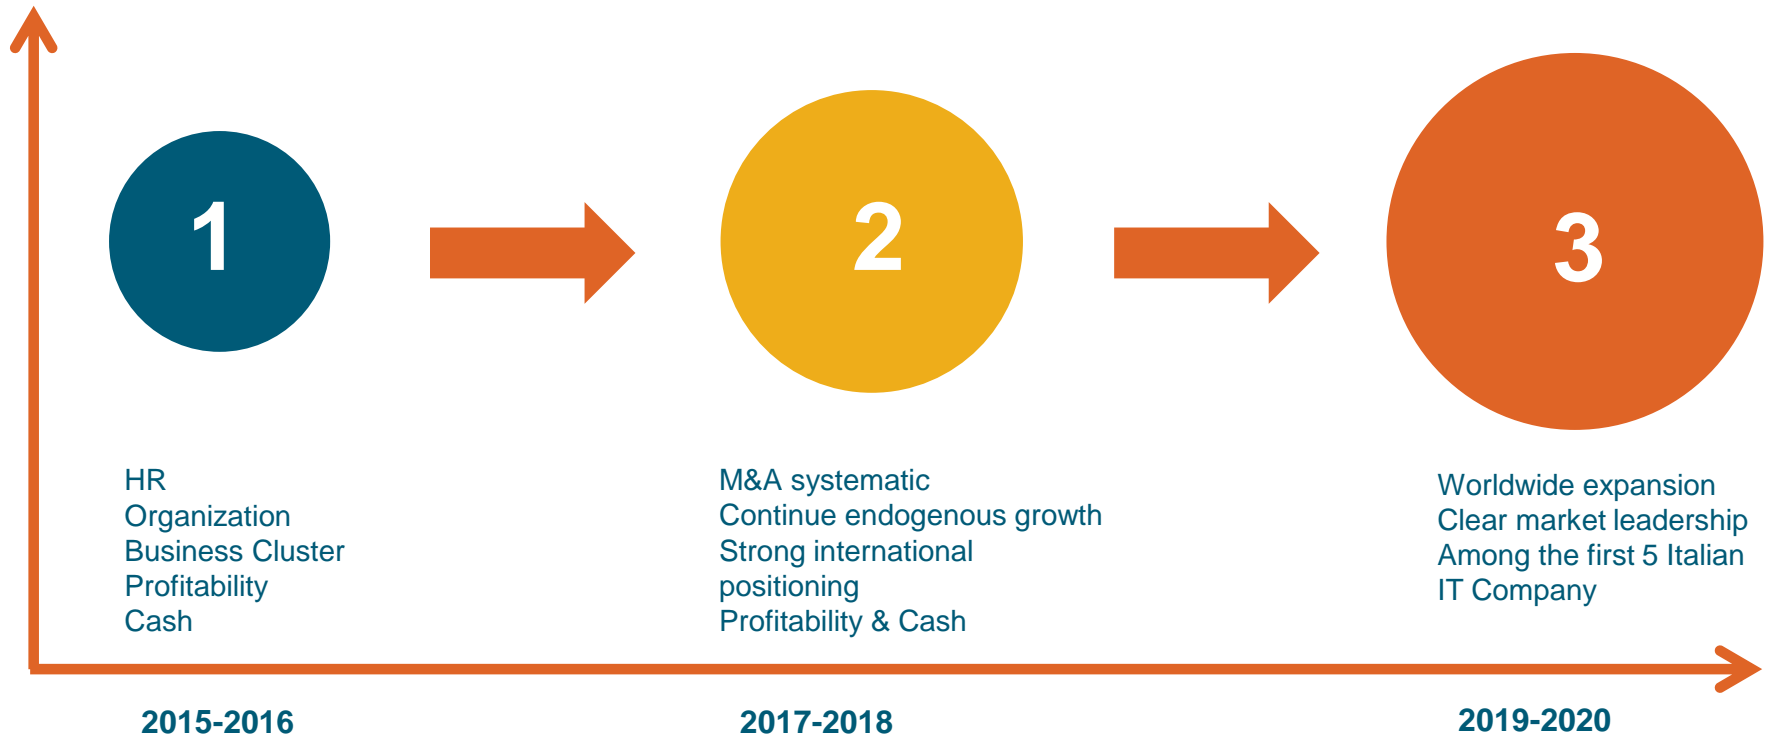 1
2
3
HR
Organization
Business Cluster
Profitability
Cash
M&A systematic
Continue endogenous growth
Strong international
positioning
Profitability & Cash
Worldwide expansion
Clear market leadership
Among the first 5 Italian
IT Company
2015-2016
2017-2018
2019-2020